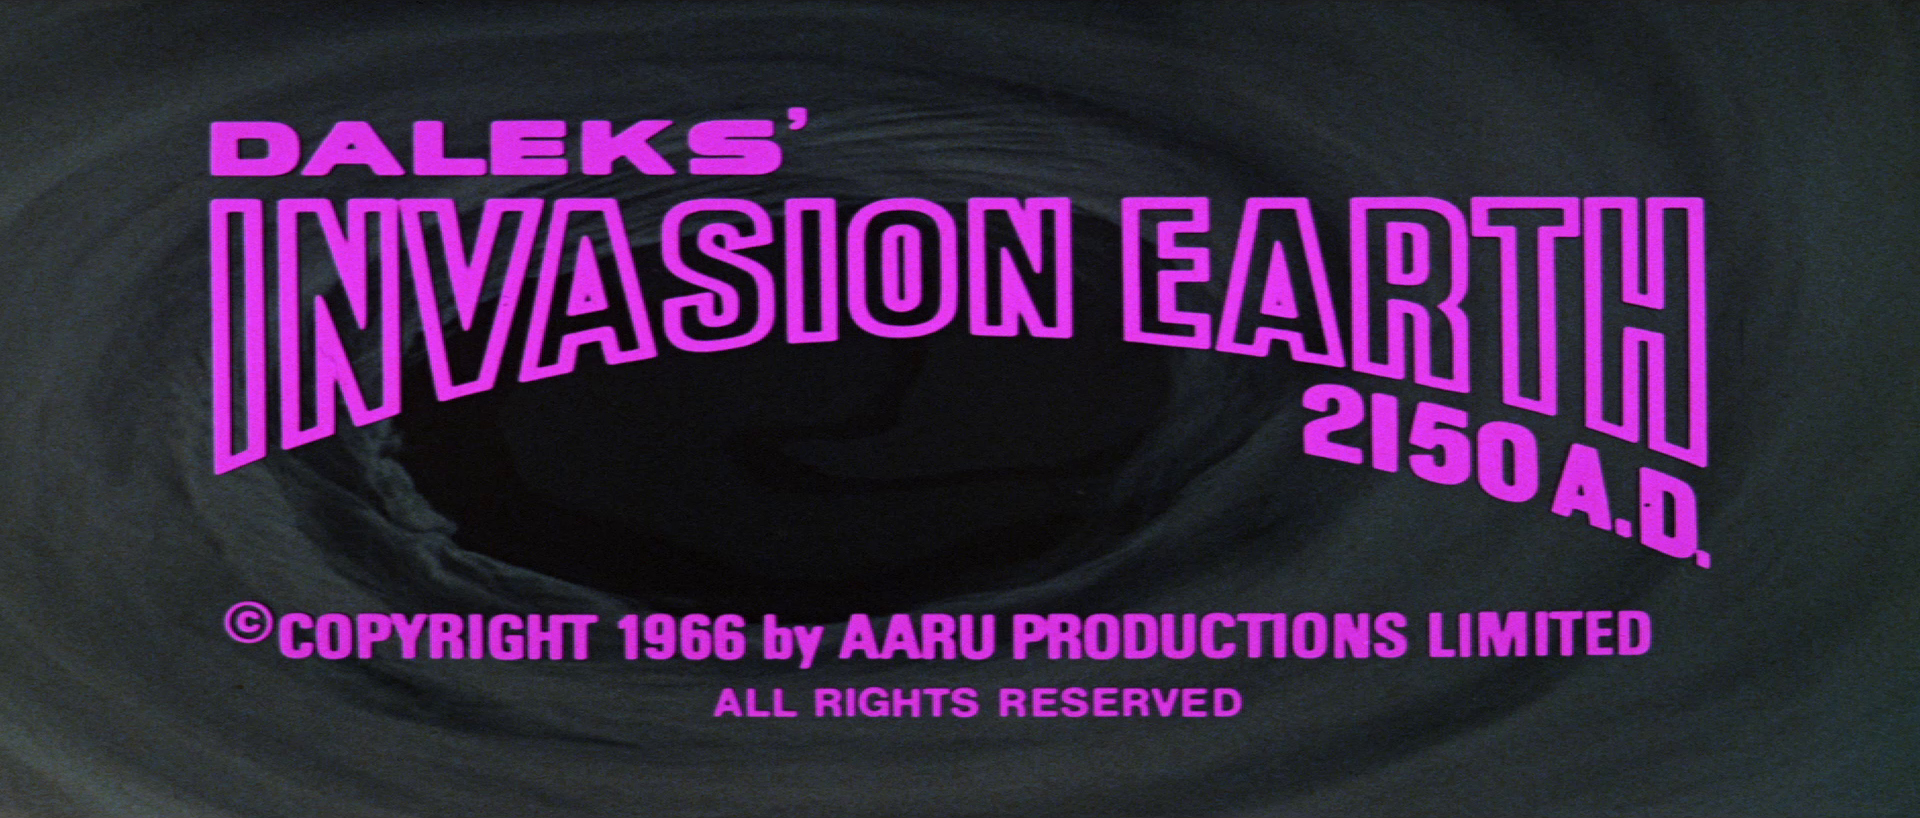 DALEKS'
INVASION EARTH
2150 A.D.
©COPYRIGHT 1966 by AARU PRODUCTIONS LIMITED
ALL RIGHTS RESERVED